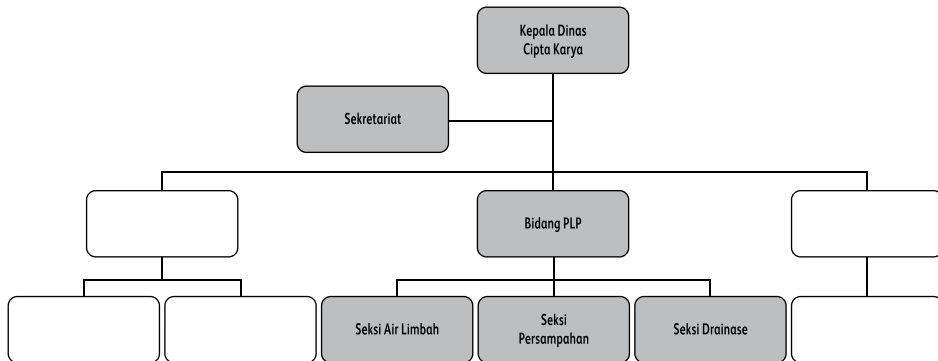 Kepala Dinas
Cipta Karya
Sekretariat
Bidang PLP
Seksi Air Limbah
Seksi
Persampahan
Seksi Drainase